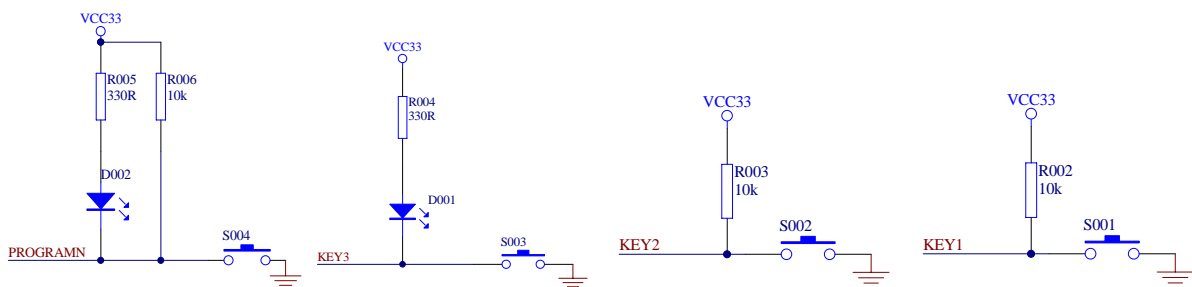 VCC33
R005
330R
R006
10k
D002
S004
PROGRAMN
VCC33
R004
330R
D001
S003
KEY3
VCC33
R003
10k
S002
KEY2
VCC33
R002
10k
S001
KEY1